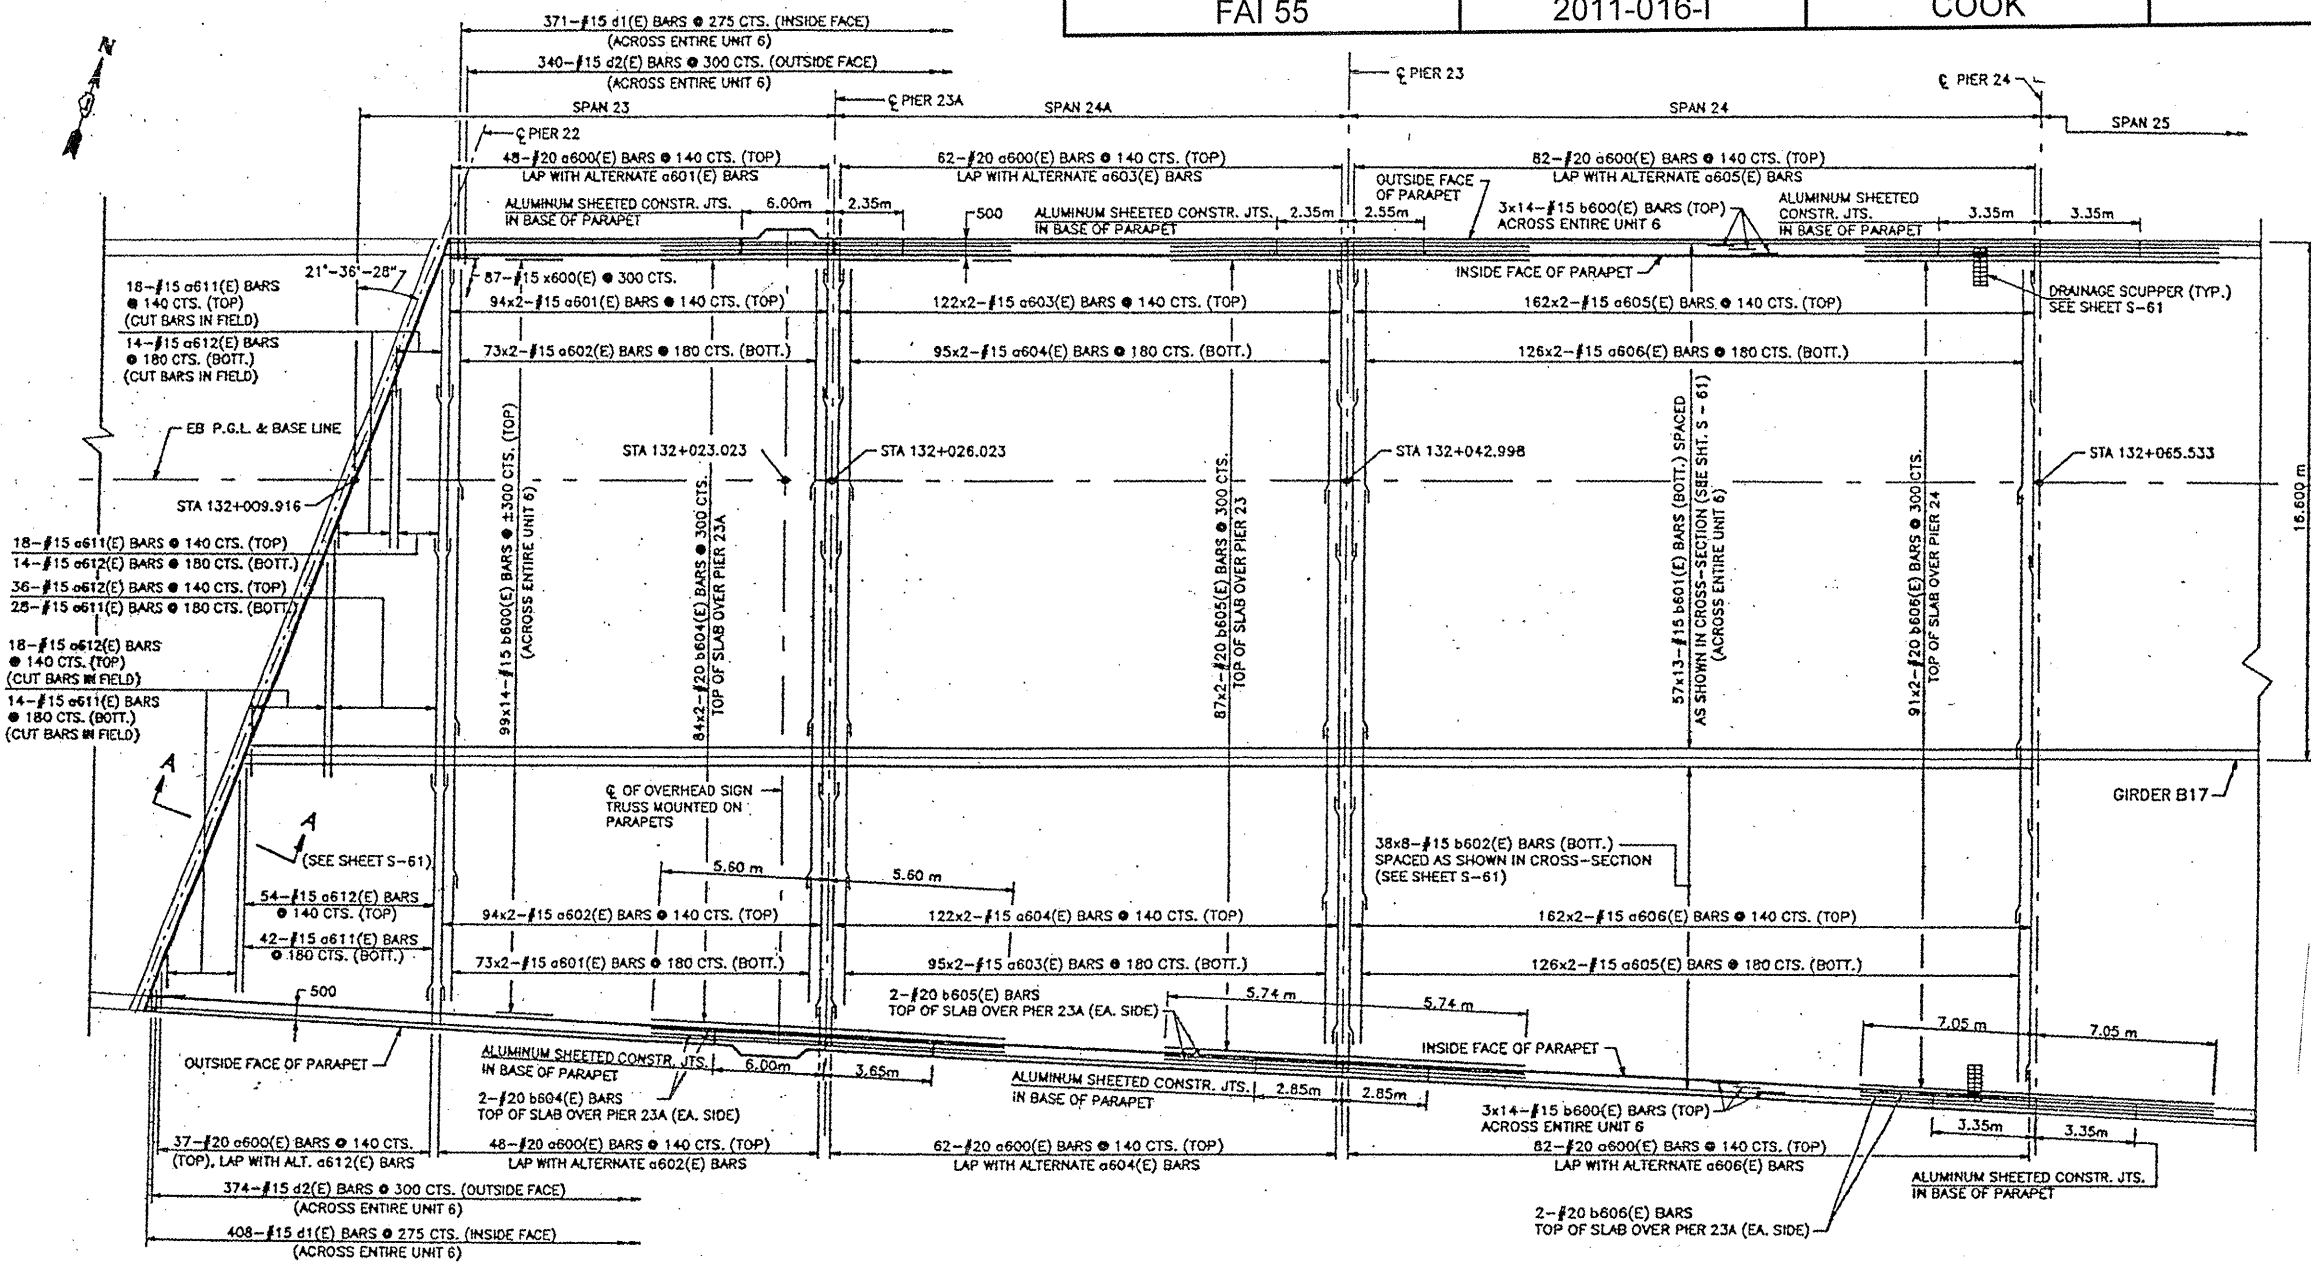 FAI 55
2011-016-I
COOK
371-#15 d1(E) BARS @ 275 CTS. (INSIDE FACE)
(ACROSS ENTIRE UNIT 6)
340-#15 d2(E) BARS @ 300 CTS. (OUTSIDE FACE)
(ACROSS ENTIRE UNIT 6)
N
℄ PIER 23
℄ PIER 24
SPAN 23
℄ PIER 23A
SPAN 24A
SPAN 24
SPAN 25
℄ PIER 22
48-#20 a600(E) BARS @ 140 CTS. (TOP)
LAP WITH ALTERNATE a601(E) BARS
62-#20 a600(E) BARS @ 140 CTS. (TOP)
LAP WITH ALTERNATE a603(E) BARS
82-#20 a600(E) BARS @ 140 CTS. (TOP)
LAP WITH ALTERNATE a605(E) BARS
OUTSIDE FACE
OF PARAPET
ALUMINUM SHEETED CONSTR. JTS.
IN BASE OF PARAPET
6.00m
2.35m
500
ALUMINUM SHEETED CONSTR. JTS.
IN BASE OF PARAPET
2.35m
2.55m
3x14-#15 b600(E) BARS (TOP)
ACROSS ENTIRE UNIT 6
ALUMINUM SHEETED
CONSTR. JTS.
IN BASE OF PARAPET
3.35m
3.35m
21°-36'-28"
87-#15 x600(E) @ 300 CTS.
INSIDE FACE OF PARAPET
18-#15 a611(E) BARS
@ 140 CTS. (TOP)
(CUT BARS IN FIELD)
14-#15 a612(E) BARS
@ 180 CTS. (BOTT.)
(CUT BARS IN FIELD)
94x2-#15 a601(E) BARS @ 140 CTS. (TOP)
122x2-#15 a603(E) BARS @ 140 CTS. (TOP)
162x2-#15 a605(E) BARS @ 140 CTS. (TOP)
DRAINAGE SCUPPER (TYP.)
SEE SHEET S-61
73x2-#15 a602(E) BARS @ 180 CTS. (BOTT.)
95x2-#15 a604(E) BARS @ 180 CTS. (BOTT.)
126x2-#15 a606(E) BARS @ 180 CTS. (BOTT.)
EB P.G.L. & BASE LINE
STA 132+009.916
STA 132+023.023
STA 132+026.023
STA 132+042.998
STA 132+065.533
16.600 m
99x14-#15 b600(E) BARS @ ±300 CTS. (TOP)
(ACROSS ENTIRE UNIT 6)
84x2-#20 b604(E) BARS @ 300 CTS.
TOP OF SLAB OVER PIER 23A
87x2-#20 b605(E) BARS @ 300 CTS.
TOP OF SLAB OVER PIER 23
57x13-#15 b601(E) BARS (BOTT.) SPACED
AS SHOWN IN CROSS-SECTION (SEE SHT. S - 61)
(ACROSS ENTIRE UNIT 6)
91x2-#20 b606(E) BARS @ 300 CTS.
TOP OF SLAB OVER PIER 24
18-#15 a611(E) BARS @ 140 CTS. (TOP)
14-#15 a612(E) BARS @ 180 CTS. (BOTT.)
36-#15 a612(E) BARS @ 140 CTS. (TOP)
28-#15 a611(E) BARS @ 180 CTS. (BOTT.)
18-#15 a612(E) BARS
@ 140 CTS. (TOP)
(CUT BARS IN FIELD)
14-#15 a611(E) BARS
@ 180 CTS. (BOTT.)
(CUT BARS IN FIELD)
A
A
(SEE SHEET S-61)
℄ OF OVERHEAD SIGN
TRUSS MOUNTED ON
PARAPETS
GIRDER B17
38x8-#15 b602(E) BARS (BOTT.)
SPACED AS SHOWN IN CROSS-SECTION
(SEE SHEET S-61)
5.60 m
5.60 m
54-#15 a612(E) BARS
@ 140 CTS. (TOP)
42-#15 a611(E) BARS
@ 180 CTS. (BOTT.)
94x2-#15 a602(E) BARS @ 140 CTS. (TOP)
122x2-#15 a604(E) BARS @ 140 CTS. (TOP)
162x2-#15 a606(E) BARS @ 140 CTS. (TOP)
73x2-#15 a601(E) BARS @ 180 CTS. (BOTT.)
95x2-#15 a603(E) BARS @ 180 CTS. (BOTT.)
126x2-#15 a605(E) BARS @ 180 CTS. (BOTT.)
500
2-#20 b605(E) BARS
TOP OF SLAB OVER PIER 23A (EA. SIDE)
5.74 m
5.74 m
7.05 m
7.05 m
OUTSIDE FACE OF PARAPET
ALUMINUM SHEETED CONSTR. JTS.
IN BASE OF PARAPET
6.00m
3.65m
INSIDE FACE OF PARAPET
ALUMINUM SHEETED CONSTR. JTS.
IN BASE OF PARAPET
2.85m
2.85m
2-#20 b604(E) BARS
TOP OF SLAB OVER PIER 23A (EA. SIDE)
3x14-#15 b600(E) BARS (TOP)
ACROSS ENTIRE UNIT 6
3.35m
3.35m
37-#20 a600(E) BARS @ 140 CTS.
(TOP), LAP WITH ALT. a612(E) BARS
48-#20 a600(E) BARS @ 140 CTS. (TOP)
LAP WITH ALTERNATE a602(E) BARS
62-#20 a600(E) BARS @ 140 CTS. (TOP)
LAP WITH ALTERNATE a604(E) BARS
82-#20 a600(E) BARS @ 140 CTS. (TOP)
LAP WITH ALTERNATE a606(E) BARS
ALUMINUM SHEETED CONSTR. JTS.
IN BASE OF PARAPET
374-#15 d2(E) BARS @ 300 CTS. (OUTSIDE FACE)
(ACROSS ENTIRE UNIT 6)
408-#15 d1(E) BARS @ 275 CTS. (INSIDE FACE)
(ACROSS ENTIRE UNIT 6)
2-#20 b606(E) BARS
TOP OF SLAB OVER PIER 23A (EA. SIDE)